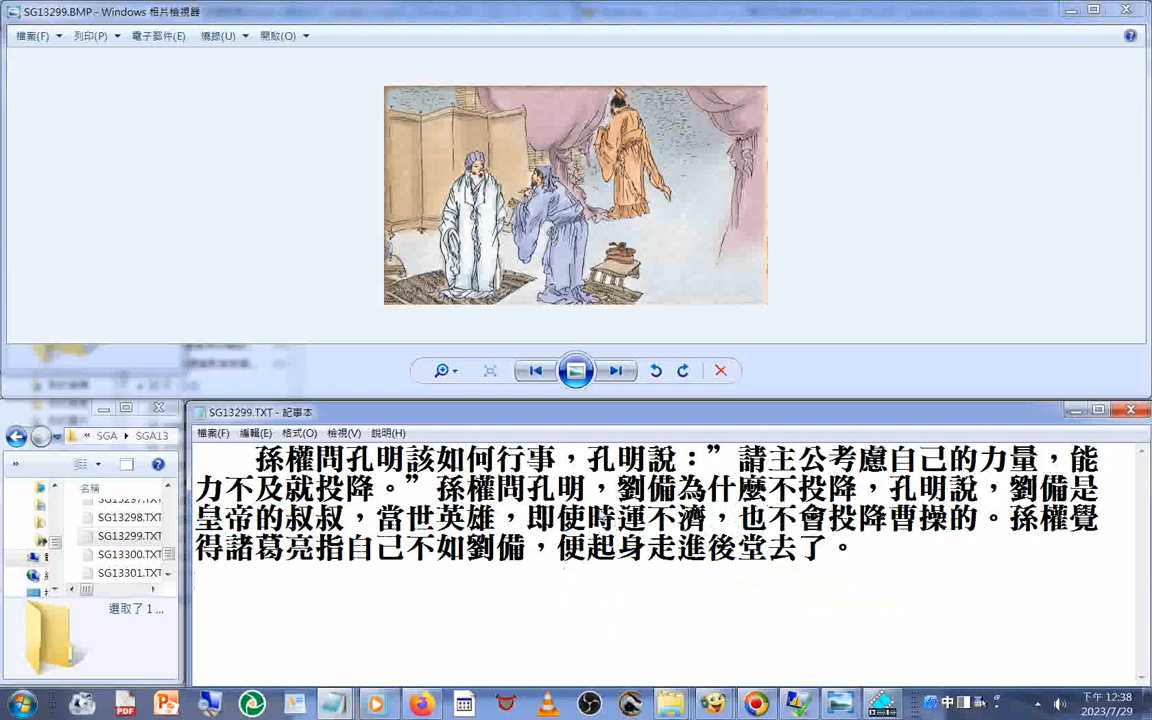 SG13299.BMP - Windows 相片檢視器
檔案(F) 列印(P) 電子郵件(E) 燒錄(U) 開啟(O)
SGA SGA13
名稱
SG13297.TXT
SG13298.TXT
SG13299.TXT
SG13300.TXT
SG13301.TXT
選取了 1 ...
SG13299.TXT - 記事本
檔案(F) 編輯(E) 格式(O) 檢視(V) 說明(H)
孫權問孔明該如何行事，孔明說：”請主公考慮自己的力量，能
力不及就投降。”孫權問孔明，劉備為什麼不投降，孔明說，劉備是
皇帝的叔叔，當世英雄，即使時運不濟，也不會投降曹操的。孫權覺
得諸葛亮指自己不如劉備，便起身走進後堂去了。
中
下午 12:38
2023/7/29